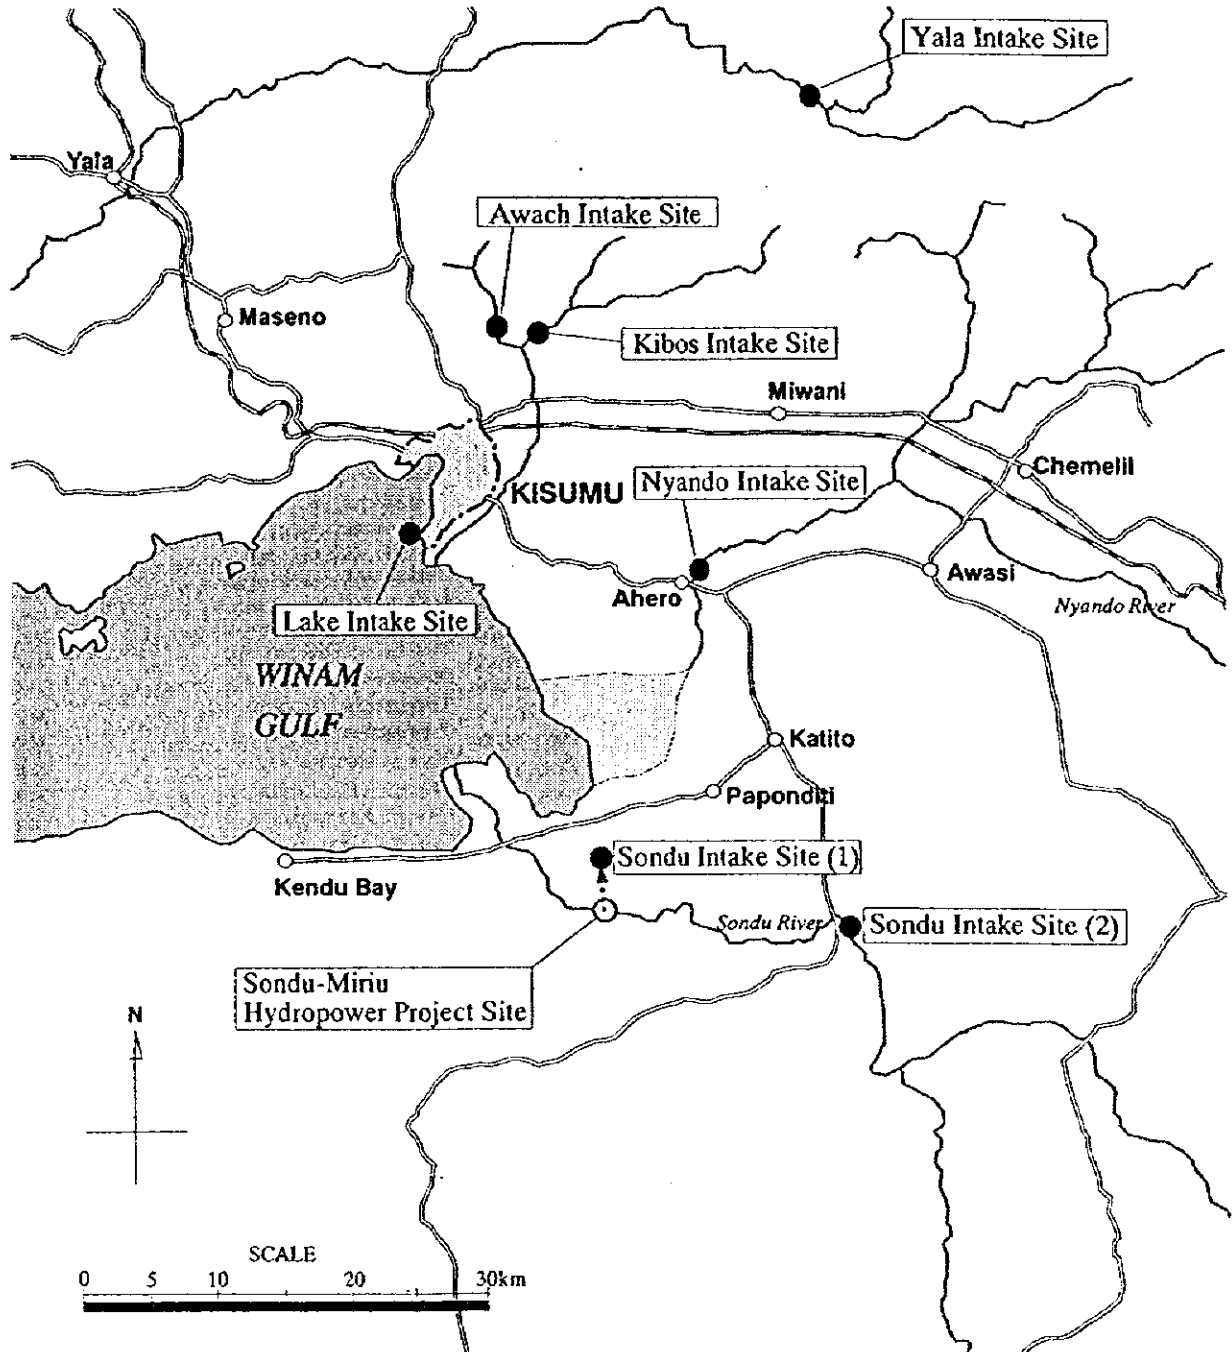 Yala Intake Site
Yala
Awach Intake Site
Maseno
Kibos Intake Site
Miwani
Chemelil
KISUMU
Nyando Intake Site
Awasi
Ahero
Nyando River
Lake Intake Site
WINAM
GULF
Katito
Paponditi
Sondu Intake Site (1)
Kendu Bay
Sondu River
Sondu Intake Site (2)
Sondu-Miriu
Hydropower Project Site
N
SCALE
0 5 10 20 30km